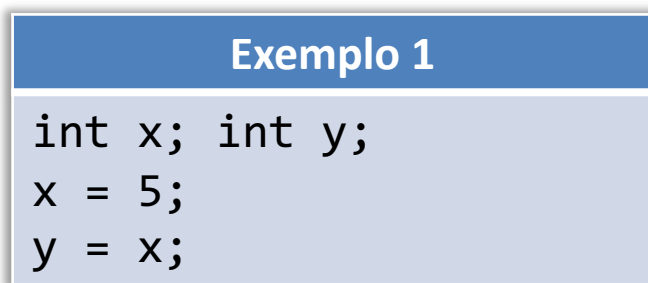 Exemplo 1
int x; int y;
x = 5;
y = x;